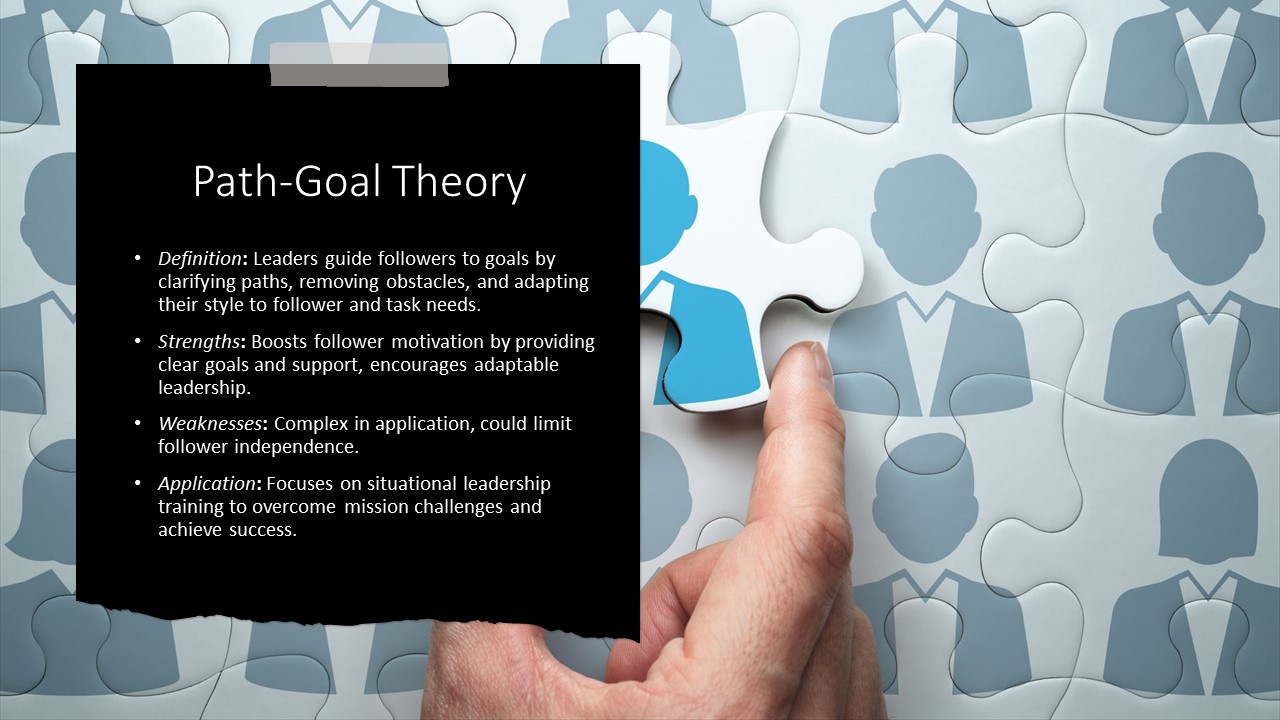 Path-Goal Theory
• Definition: Leaders guide followers to goals by
clarifying paths, removing obstacles, and adapting
their style to follower and task needs.
• Strengths: Boosts follower motivation by providing
clear goals and support, encourages adaptable
leadership.
• Weaknesses: Complex in application, could limit
follower independence.
• Application: Focuses on situational leadership
training to overcome mission challenges and
achieve success.